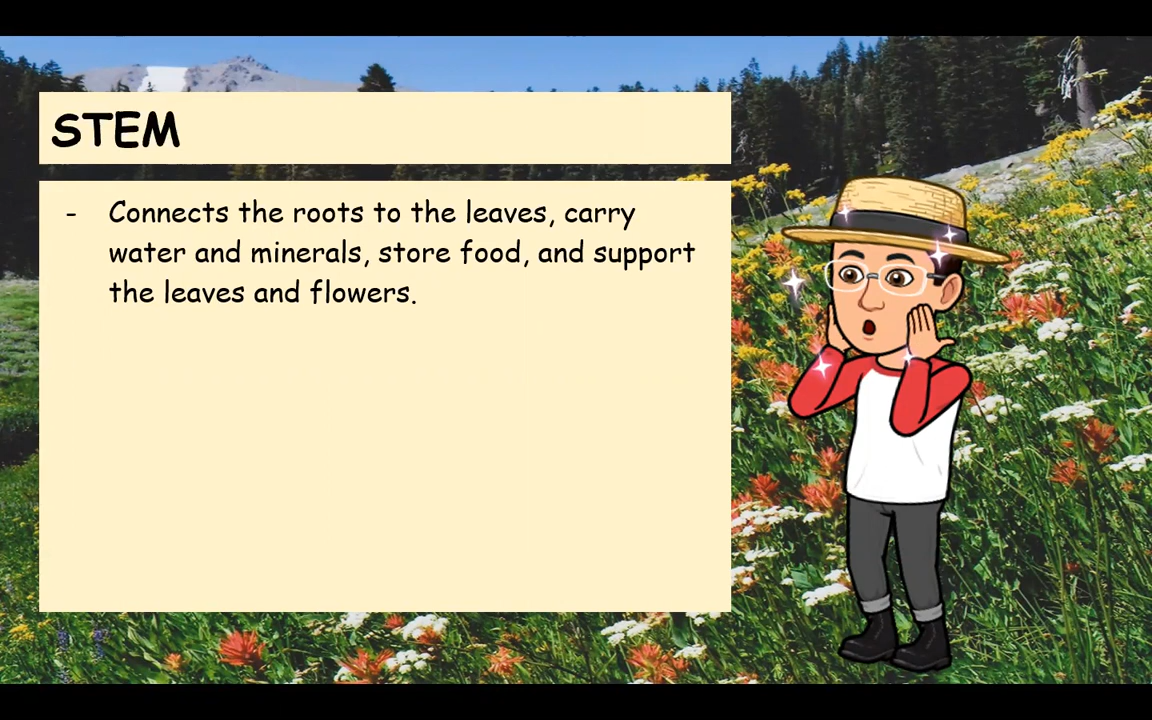 STEM
- Connects the roots to the leaves, carry
water and minerals, store food, and support
the leaves and flowers.